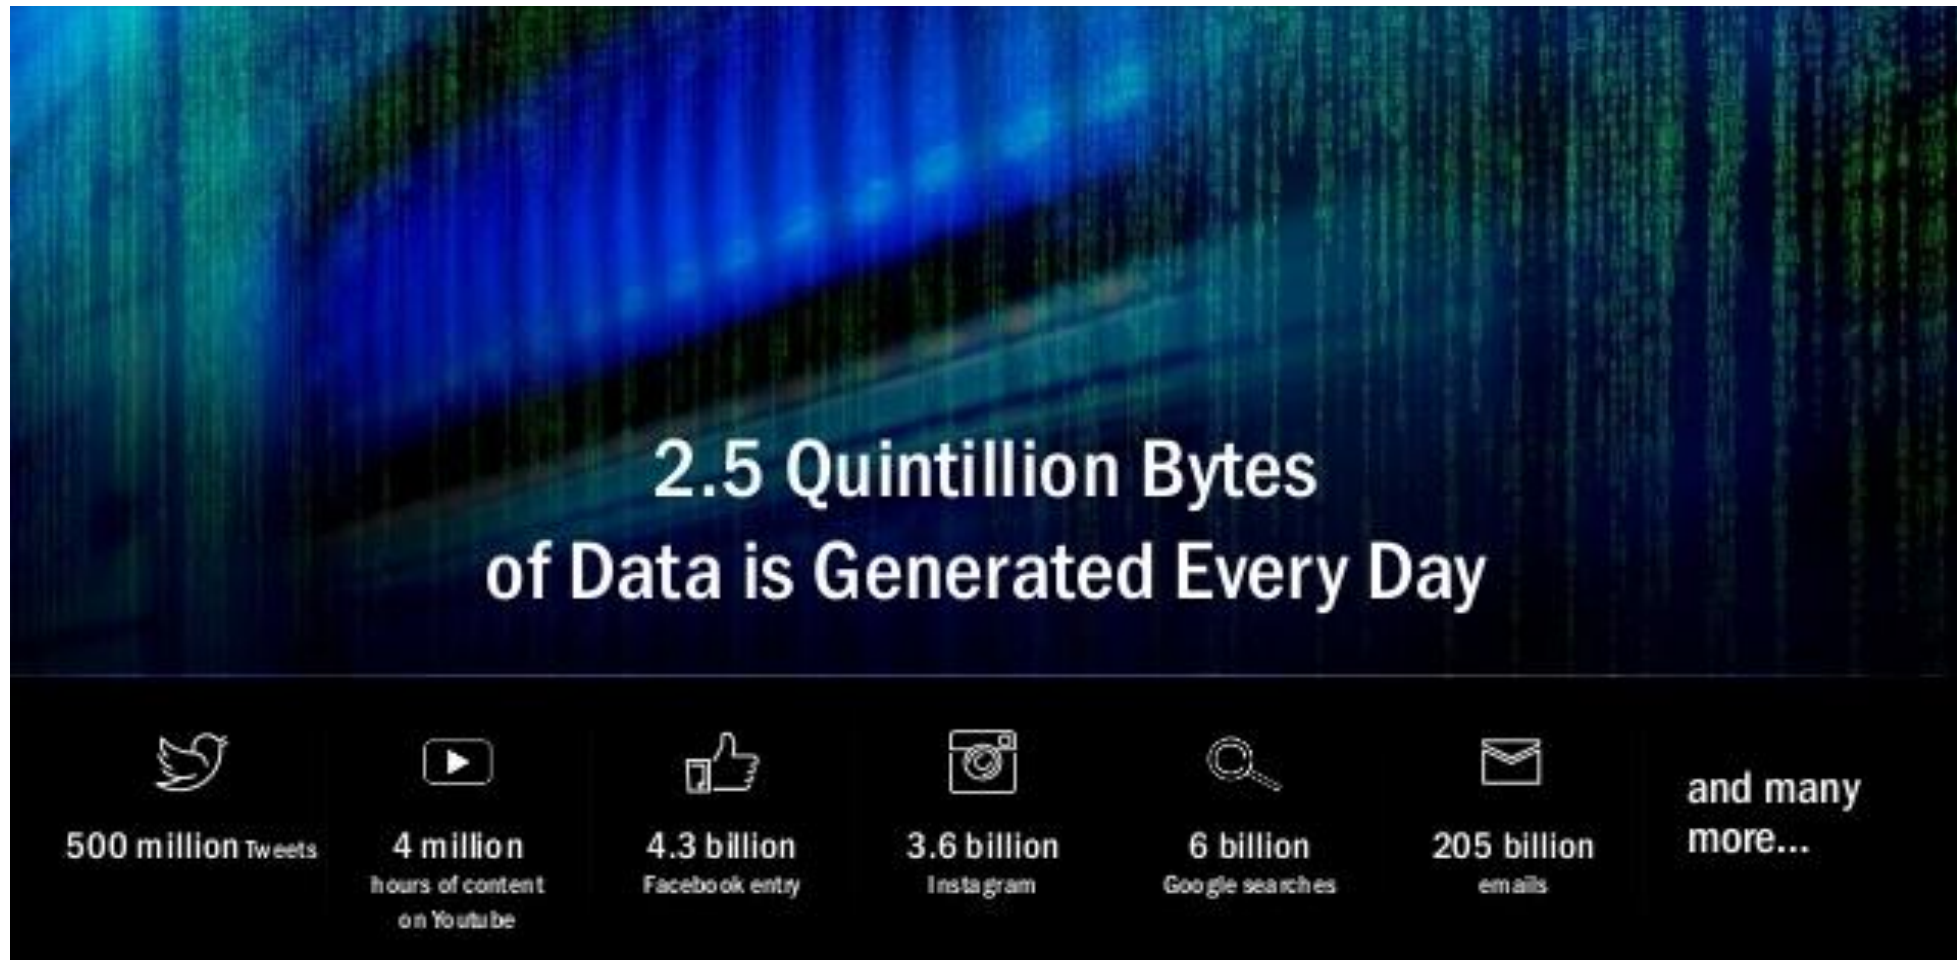 2.5 Quintillion Bytes
of Data is Generated Every Day
500 million Tweets
4 million
hours of content
on Youtube
4.3 billion
Facebook entry
3.6 billion
Instagram
6 billion
Google searches
205 billion
emails
and many
more...